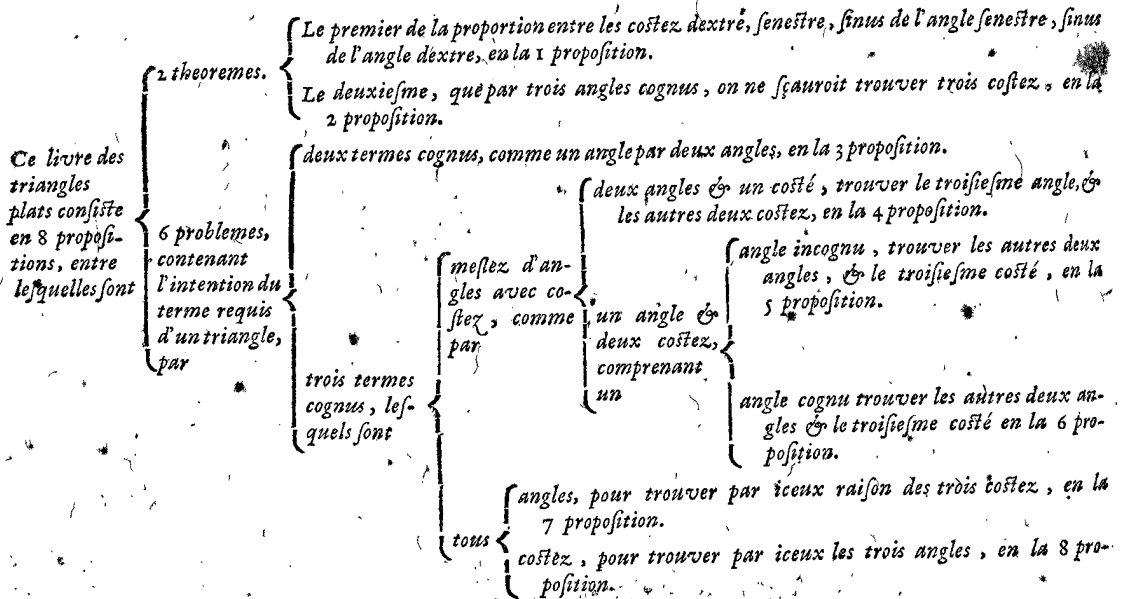 Ce livre des
triangles
plats consiſte
en 8 propoſi-
tions, entre
leſquelles ſont
2 theoremes.
Le premier de la proportion entre les coſtez dextre, ſeneſtre, ſinus de l'angle ſeneſtre, ſinus
de l'angle dextre, en la 1 propoſition.
Le deuxieſme, que par trois angles cognus, on ne ſçauroit trouver trois coſtez, en la
2 propoſition.
6 problemes,
contenant
l'intention du
terme requis
d'un triangle,
par
deux termes cognus, comme un angle par deux angles, en la 3 propoſition.
trois termes
cognus, leſ-
quels ſont
meſlez d'an-
gles avec co-
ſtez, comme
par
deux angles & un coſté, trouver le troiſieſme angle, &
les autres deux coſtez, en la 4 propoſition.
un angle &
deux coſtez,
comprenant
un
angle incognu, trouver les autres deux
angles, & le troiſieſme coſté, en la
5 propoſition.
angle cognu trouver les autres deux an-
gles & le troiſieſme coſté en la 6 pro-
poſition.
tous
angles, pour trouver par iceux raiſon des trois coſtez, en la
7 propoſition.
coſtez, pour trouver par iceux les trois angles, en la 8 pro-
poſition.